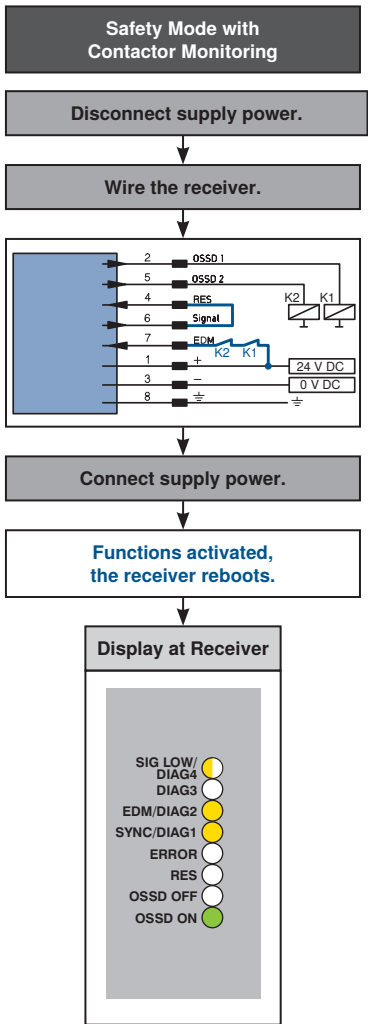 Safety Mode with
Contactor Monitoring
Disconnect supply power.
Wire the receiver.
2 OSSD 1
5 OSSD 2
4 RES
K2 K1
6 Signal
7 EDM
K2 K1
1 +
24 V DC
3 –
0 V DC
8
Connect supply power.
Functions activated,
the receiver reboots.
Display at Receiver
SIG LOW/
DIAG4
DIAG3
EDM/DIAG2
SYNC/DIAG1
ERROR
RES
OSSD OFF
OSSD ON